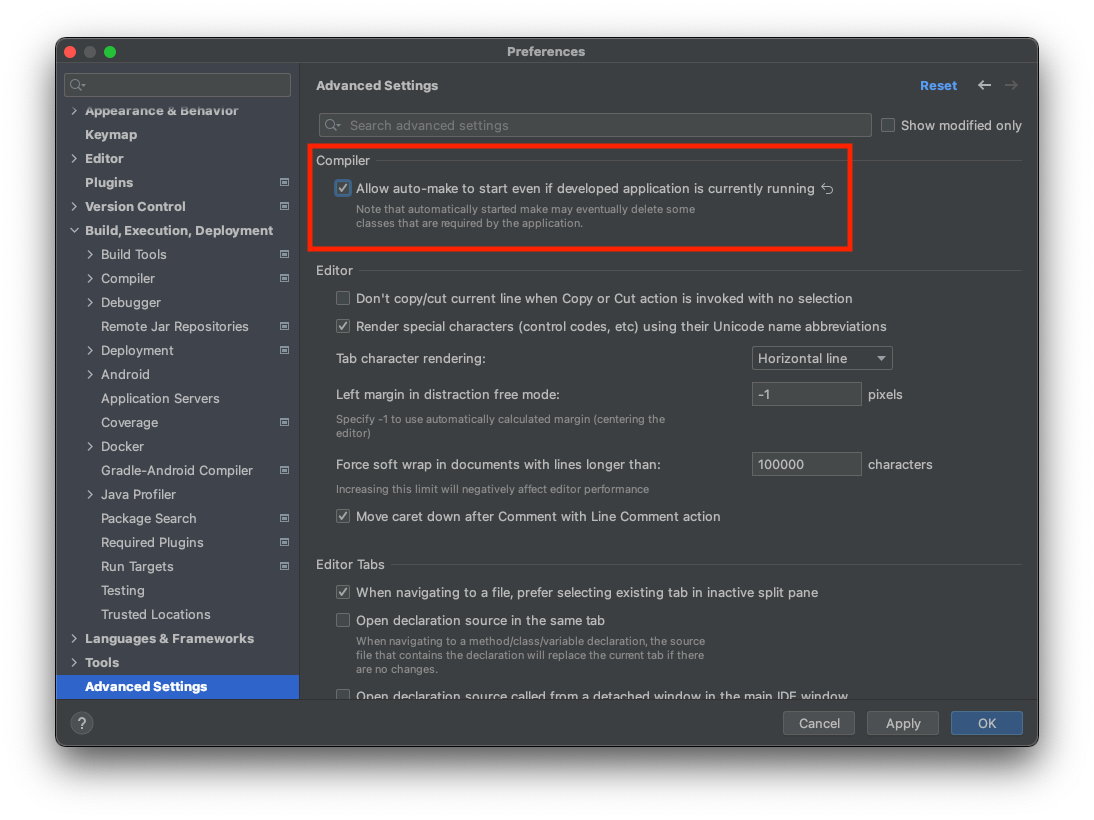 Preferences
Appearance & Behavior
Keymap
Editor
Plugins
Version Control
Build, Execution, Deployment
Build Tools
Compiler
Debugger
Remote Jar Repositories
Deployment
Android
Application Servers
Coverage
Docker
Gradle-Android Compiler
Java Profiler
Package Search
Required Plugins
Run Targets
Testing
Trusted Locations
Languages & Frameworks
Tools
Advanced Settings
?
Advanced Settings
Reset
Search advanced settings
Show modified only
Compiler
Allow auto-make to start even if developed application is currently running
Note that automatically started make may eventually delete some
classes that are required by the application.
Editor
Don't copy/cut current line when Copy or Cut action is invoked with no selection
Render special characters (control codes, etc) using their Unicode name abbreviations
Tab character rendering: Horizontal line
Left margin in distraction free mode: -1 pixels
Specify -1 to use automatically calculated margin (centering the
editor)
Force soft wrap in documents with lines longer than: 100000 characters
Increasing this limit will negatively affect editor performance
Move caret down after Comment with Line Comment action
Editor Tabs
When navigating to a file, prefer selecting existing tab in inactive split pane
Open declaration source in the same tab
When navigating to a method/class/variable declaration, the source
file that contains the declaration will replace the current tab if there
are no changes.
Open declaration source called from a detached window in the main IDE window
Cancel
Apply
OK